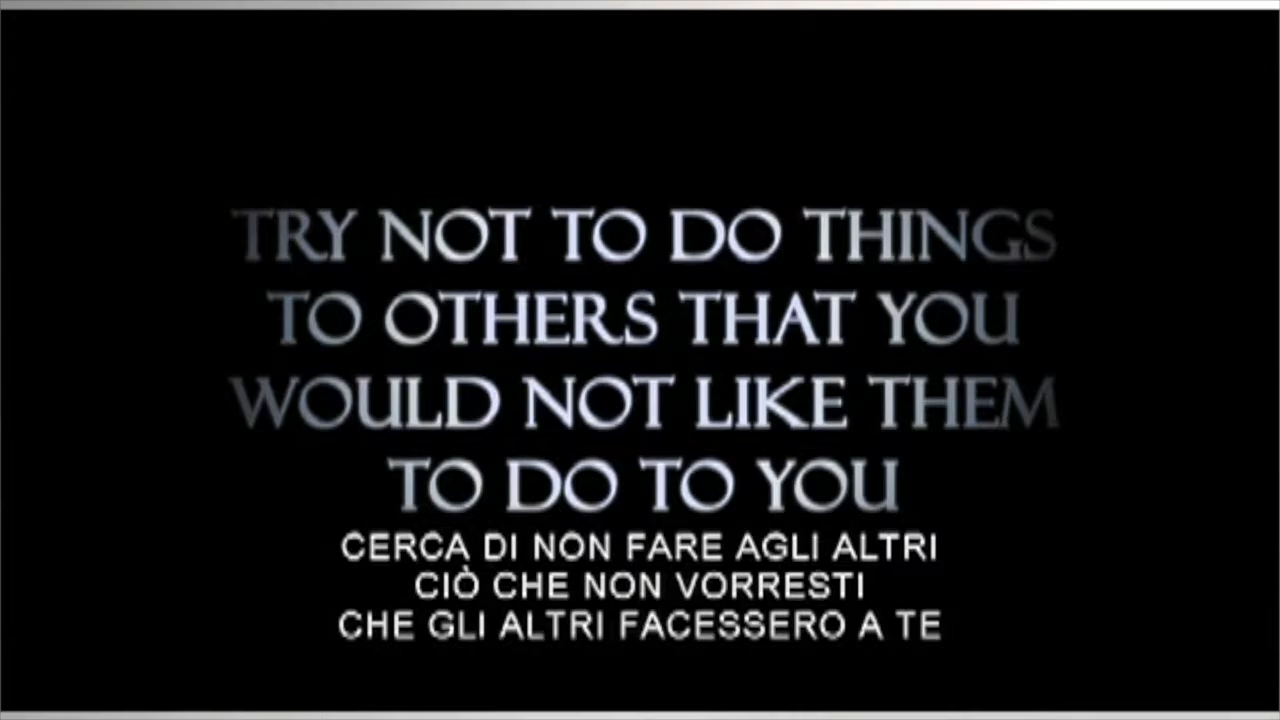 TRY NOT TO DO THINGS
TO OTHERS THAT YOU
WOULD NOT LIKE THEM
TO DO TO YOU
CERCA DI NON FARE AGLI ALTRI
CIÒ CHE NON VORRESTI
CHE GLI ALTRI FACESSERO A TE